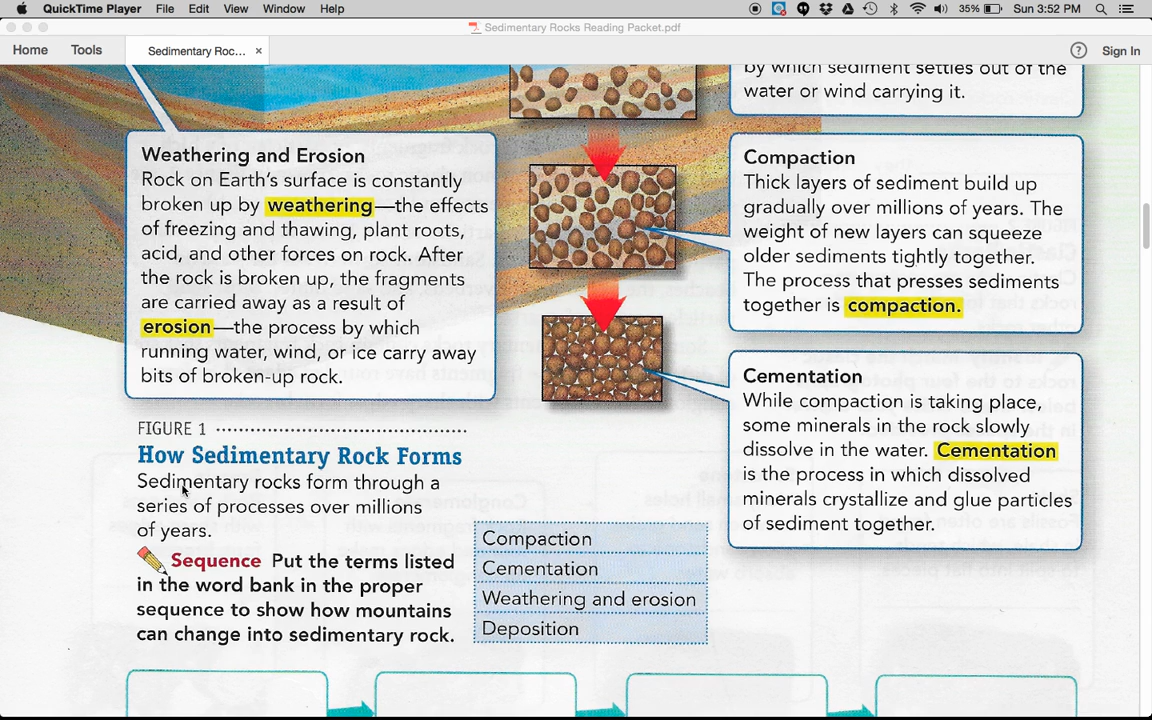 QuickTime Player File Edit View Window Help 35% Sun 3:52 PM
Sedimentary Rocks Reading Packet.pdf
Home Tools Sedimentary Roc... × ? Sign In
by which sediment settles out of the
water or wind carrying it.
Weathering and Erosion
Rock on Earth's surface is constantly
broken up by weathering—the effects
of freezing and thawing, plant roots,
acid, and other forces on rock. After
the rock is broken up, the fragments
are carried away as a result of
erosion—the process by which
running water, wind, or ice carry away
bits of broken-up rock.
Compaction
Thick layers of sediment build up
gradually over millions of years. The
weight of new layers can squeeze
older sediments tightly together.
The process that presses sediments
together is compaction.
Cementation
While compaction is taking place,
some minerals in the rock slowly
dissolve in the water. Cementation
is the process in which dissolved
minerals crystallize and glue particles
of sediment together.
FIGURE 1
How Sedimentary Rock Forms
Sedimentary rocks form through a
series of processes over millions
of years.
Sequence Put the terms listed
in the word bank in the proper
sequence to show how mountains
can change into sedimentary rock.
Compaction
Cementation
Weathering and erosion
Deposition